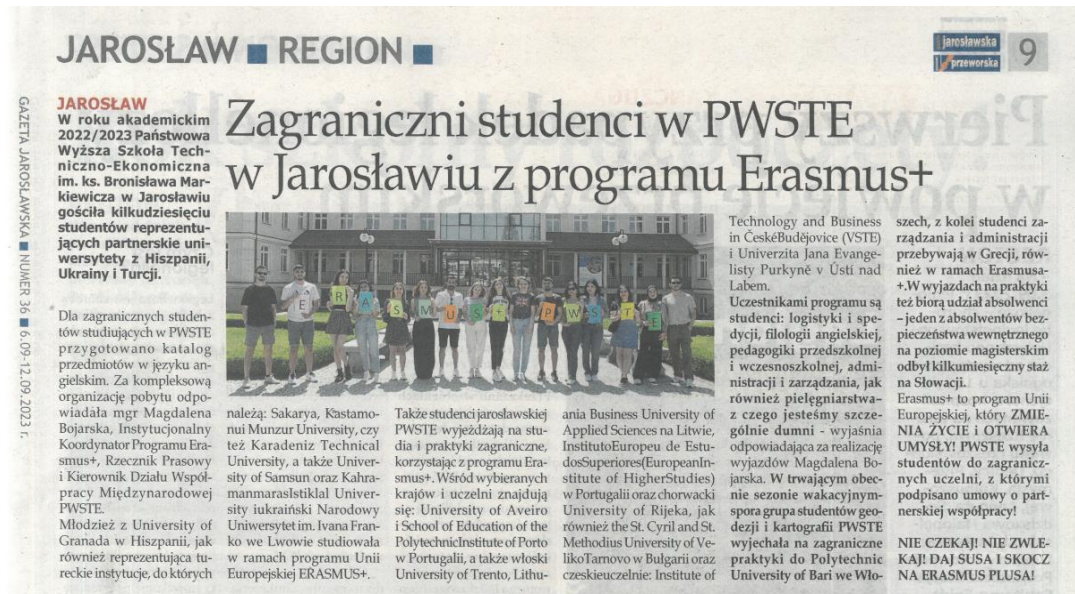 JAROSŁAW ■ REGION ■
jarosławska
przeworska
9
GAZETA JAROSŁAWSKA ■ NUMER 36 ■ 6.09-12.09.2023 r.
Zagraniczni studenci w PWSTE
w Jarosławiu z programu Erasmus+
JAROSŁAW
W roku akademickim
2022/2023 Państwowa
Wyższa Szkoła Tech-
niczno-Ekonomiczna
im. ks. Bronisława Mar-
kiewicza w Jarosławiu
gościła kilkudziesięciu
studentów reprezentu-
jących partnerskie uni-
wersytety z Hiszpanii,
Ukrainy i Turcji.
Dla zagranicznych studen-
tów studiujących w PWSTE
przygotowano katalog
przedmiotów w języku an-
gielskim. Za kompleksową
organizację pobytu odpo-
wiadała mgr Magdalena
Bojarska, Instytucjonalny
Koordynator Programu Era-
smus+, Rzecznik Prasowy
i Kierownik Działu Współ-
pracy Międzynarodowej
PWSTE.
Młodzież z University of
Granada w Hiszpanii, jak
również reprezentująca tu-
reckie instytucje, do których
ERASMUS+ PWSTE
należą: Sakarya, Kastamo-
nui Munzur University, czy
też Karadeniz Technical
University, a także Univer-
sity of Samsun oraz Kahra-
manmarasIstiklal Univer-
sity iukraiński Narodowy
Uniwersytet im. Ivana Fran-
ko we Lwowie studiowała
w ramach programu Unii
Europejskiej ERASMUS+.
Także studenci jarosławskiej
PWSTE wyjeżdżają na stu-
dia i praktyki zagraniczne,
korzystając z programu Era-
smus+. Wśród wybieranych
krajów i uczelni znajdują
się: University of Aveiro
i School of Education of the
PolytechnicInstitute of Porto
w Portugalii, a także włoski
University of Trento, Lithu-
ania Business University of
Applied Sciences na Litwie,
InstitutoEuropeu de Estu-
dosSuperiores(EuropeanIn-
stitute of HigherStudies)
w Portugalii oraz chorwacki
University of Rijeka, jak
również the St. Cyril and St.
Methodius University of Ve-
likoTarnovo w Bułgarii oraz
czeskieuczelnie: Institute of
Technology and Business
in ČeskéBudějovice (VSTE)
i Univerzita Jana Evange-
listy Purkyně v Ústí nad
Labem.
Uczestnikami programu są
studenci: logistyki i spe-
dycji, filologii angielskiej,
pedagogiki przedszkolnej
i wczesnoszkolnej, admi-
nistracji i zarządzania, jak
również pielęgniarstwa-
z czego jesteśmy szcze-
gólnie dumni - wyjaśnia
odpowiadająca za realizację
wyjazdów Magdalena Bo-
jarska. W trwającym obec-
nie sezonie wakacyjnym-
spora grupa studentów geo-
dezji i kartografii PWSTE
wyjechała na zagraniczne
praktyki do Polytechnic
University of Bari we Wło-
szech, z kolei studenci za-
rządzania i administracji
przebywają w Grecji, rów-
nież w ramach Erasmusa-
+.W wyjazdach na praktyki
też biorą udział absolwenci
– jeden z absolwentów bez-
pieczeństwa wewnętrznego
na poziomie magisterskim
odbył kilkumiesięczny staż
na Słowacji.
Erasmus+ to program Unii
Europejskiej, który ZMIE-
NIA ŻYCIE i OTWIERA
UMYSŁY! PWSTE wysyła
studentów do zagranicz-
nych uczelni, z którymi
podpisano umowy o part-
nerskiej współpracy!
NIE CZEKAJ! NIE ZWLE-
KAJ! DAJ SUSA I SKOCZ
NA ERASMUS PLUSA!